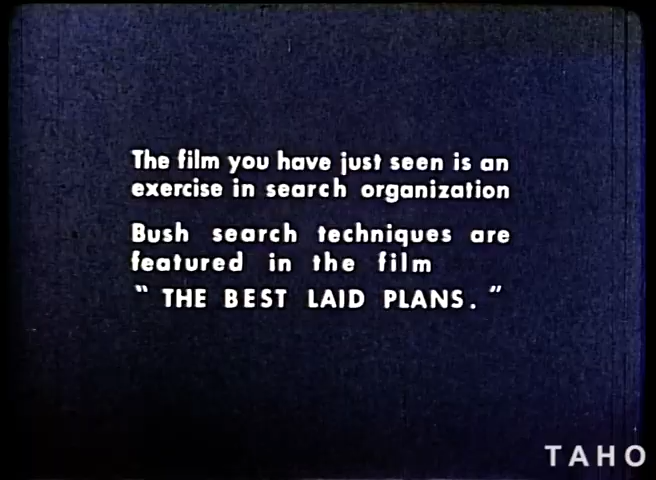 The film you have just seen is an
exercise in search organization
Bush search techniques are
featured in the film
" THE BEST LAID PLANS. "
TAHO